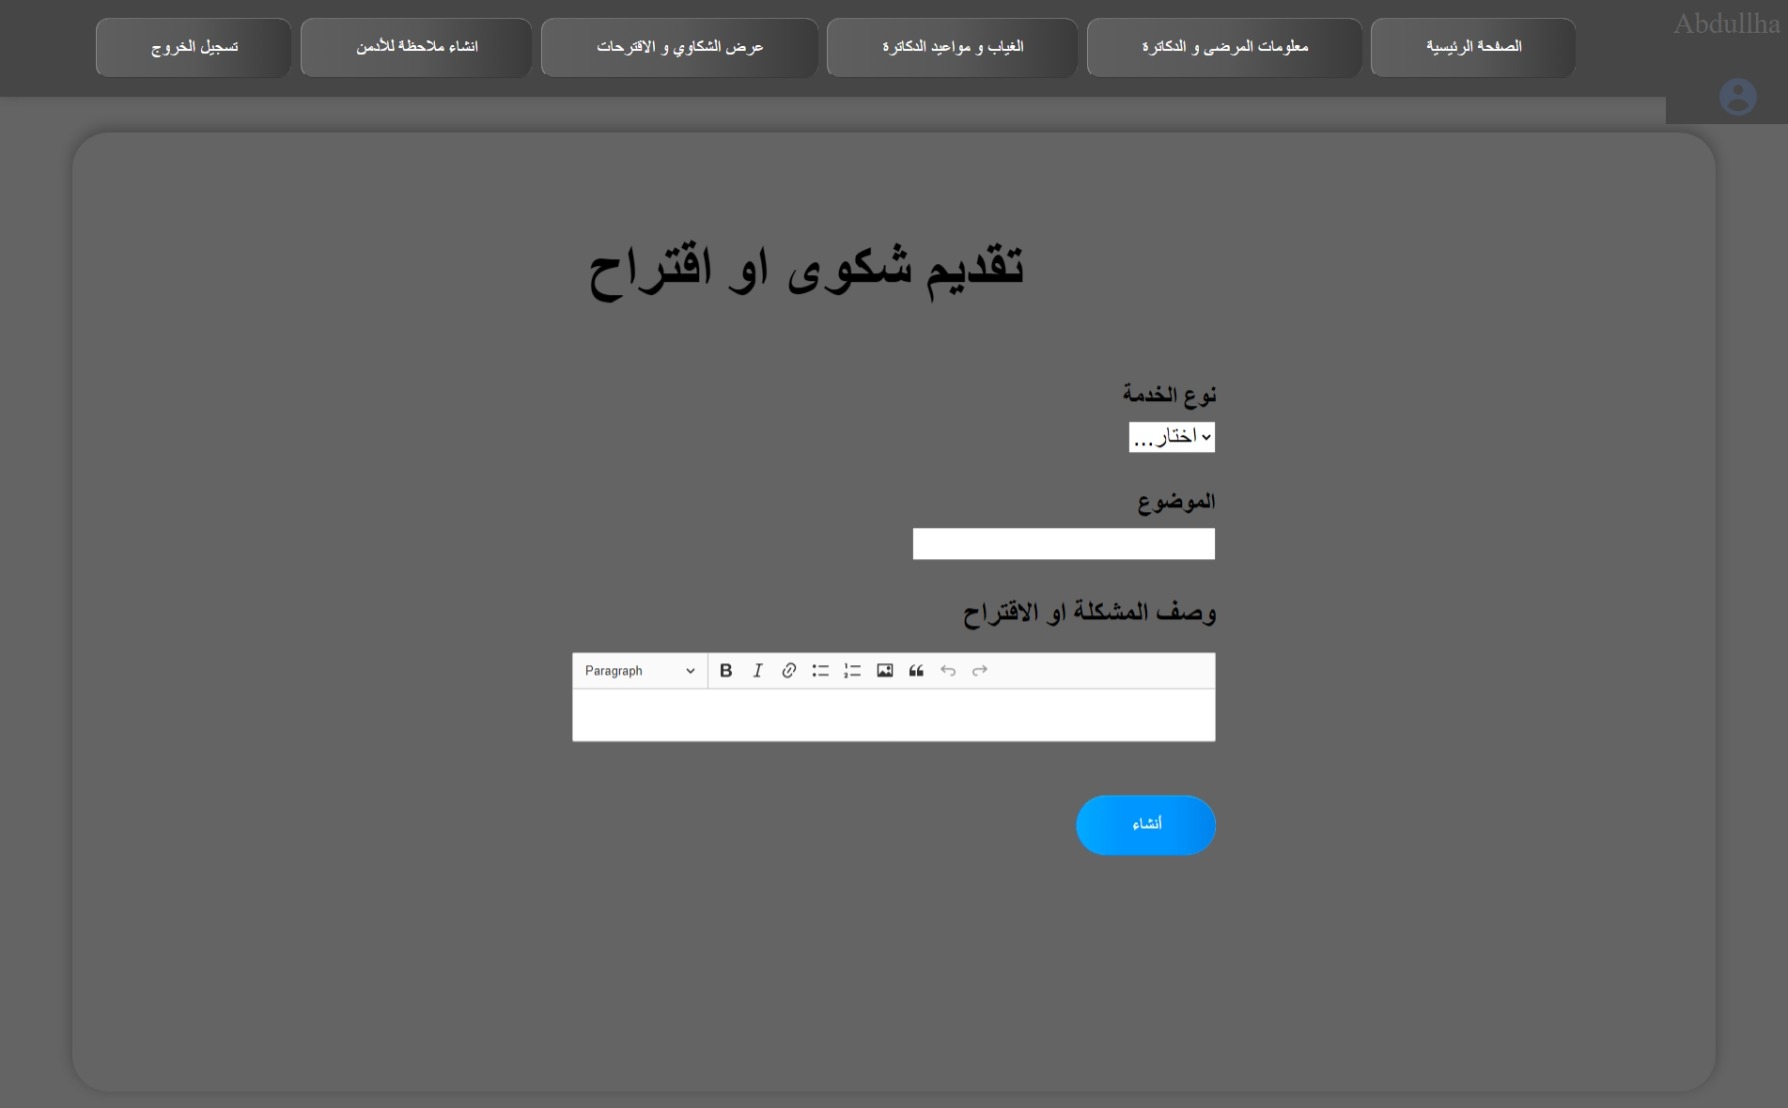 Abdullha
الصفحة الرئيسية
معلومات المرضى و الدكاترة
الغياب و مواعيد الدكاترة
عرض الشكاوي و الاقترحات
انشاء ملاحظة للأدمن
تسجيل الخروج
تقديم شكوى او اقتراح
نوع الخدمة
اختار...
الموضوع
وصف المشكلة او الاقتراح
Paragraph
أنشاء